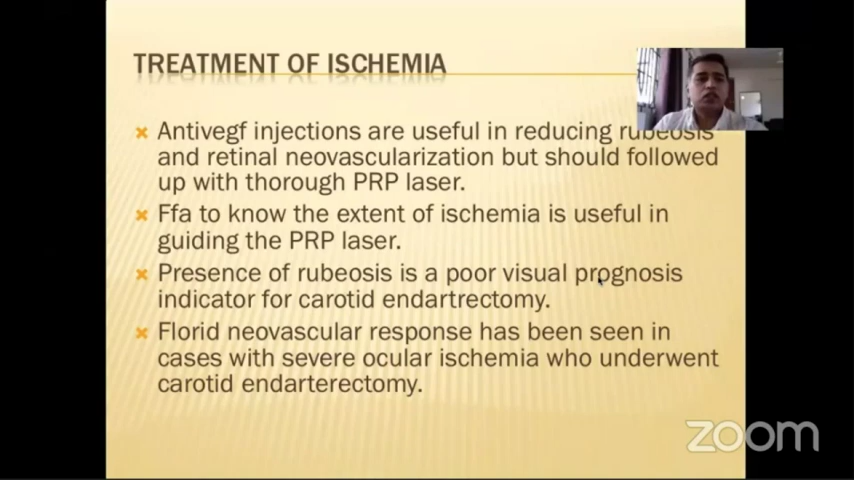 TREATMENT OF ISCHEMIA
Antivegf injections are useful in reducing rubeosis
and retinal neovascularization but should followed
up with thorough PRP laser.
Ffa to know the extent of ischemia is useful in
guiding the PRP laser.
Presence of rubeosis is a poor visual prognosis
indicator for carotid endartrectomy.
Florid neovascular response has been seen in
cases with severe ocular ischemia who underwent
carotid endarterectomy.
zoom